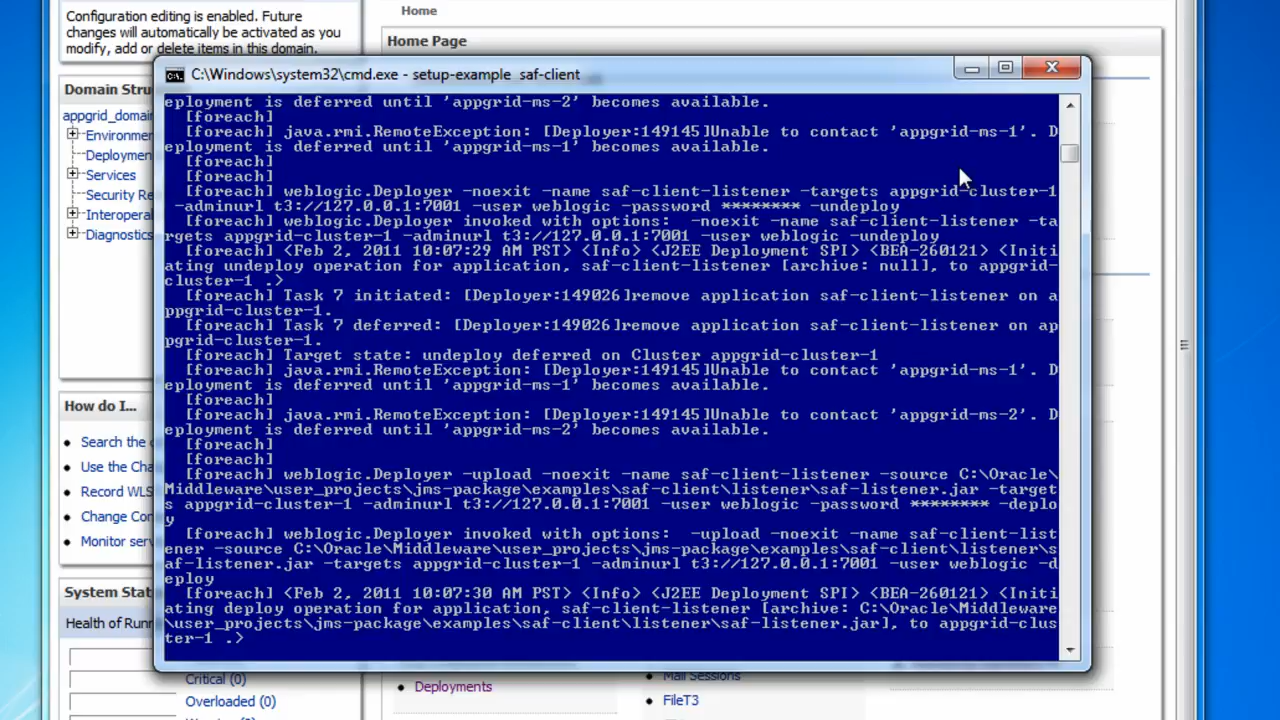 Configuration editing is enabled. Future
changes will automatically be activated as you
modify, add or delete items in this domain.
Home
Home Page
C:\Windows\system32\cmd.exe - setup-example saf-client
Domain Stru
appgrid_domain
Environme
Deploymen
Services
Security Re
Interopera
Diagnostics
eployment is deferred until 'appgrid-ms-2' becomes available.
[foreach]
[foreach] java.rmi.RemoteException: [Deployer:149145]Unable to contact 'appgrid-ms-1'. D
eployment is deferred until 'appgrid-ms-2' becomes available.
[foreach]
[foreach]
[foreach] weblogic.Deployer -noexit -name saf-client-listener -targets appgrid-cluster-1
-adminurl t3://127.0.0.1:7001 -user weblogic -password ******** -undeploy
[foreach] weblogic.Deployer invoked with options:  -noexit -name saf-client-listener -ta
rgets appgrid-cluster-1 -adminurl t3://127.0.0.1:7001 -user weblogic -undeploy
[foreach] <Feb 2, 2011 10:07:29 AM PST> <Info> <J2EE Deployment SPI> <BEA-260121> <Initi
ating undeploy operation for application, saf-client-listener [archive: null], to appgrid-
cluster-1 .>
[foreach] Task 7 initiated: [Deployer:149026]remove application saf-client-listener on a
ppgrid-cluster-1.
[foreach] Task 7 deferred: [Deployer:149026]remove application saf-client-listener on ap
pgrid-cluster-1.
[foreach] Target state: undeploy deferred on Cluster appgrid-cluster-1
[foreach] java.rmi.RemoteException: [Deployer:149145]Unable to contact 'appgrid-ms-1'. D
eployment is deferred until 'appgrid-ms-1' becomes available.
[foreach]
[foreach] java.rmi.RemoteException: [Deployer:149145]Unable to contact 'appgrid-ms-2'. D
eployment is deferred until 'appgrid-ms-2' becomes available.
[foreach]
[foreach]
[foreach] weblogic.Deployer -upload -noexit -name saf-client-listener -source C:\Oracle\
Middleware\user_projects\jms-package\examples\saf-client\listener\saf-listener.jar -target
s appgrid-cluster-1 -adminurl t3://127.0.0.1:7001 -user weblogic -password ******** -deplo
y
[foreach] weblogic.Deployer invoked with options:  -upload -noexit -name saf-client-list
ener -source C:\Oracle\Middleware\user_projects\jms-package\examples\saf-client\listener\s
af-listener.jar -targets appgrid-cluster-1 -adminurl t3://127.0.0.1:7001 -user weblogic -d
eploy
[foreach] <Feb 2, 2011 10:07:30 AM PST> <Info> <J2EE Deployment SPI> <BEA-260121> <Initi
ating deploy operation for application, saf-client-listener [archive: C:\Oracle\Middleware
\user_projects\jms-package\examples\saf-client\listener\saf-listener.jar], to appgrid-clus
ter-1 .>
How do I...
Search the c
Use the Cha
Record WLS
Change Con
Monitor serv
System Stat
Health of Runn
Critical (0)
Overloaded (0)
Deployments
Mail Sessions
FileT3